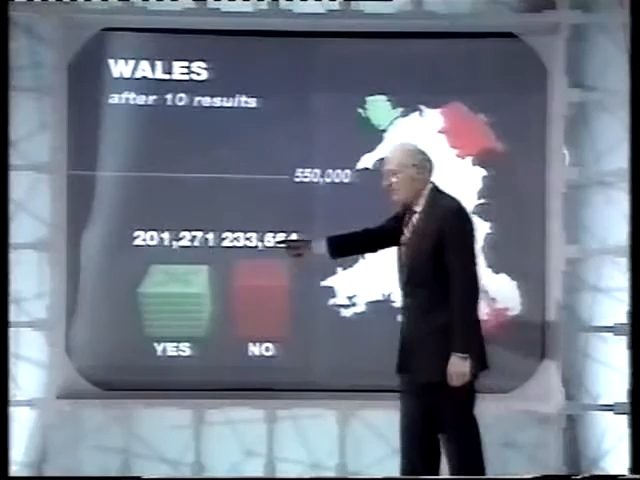 WALES
after 10 results
550,000
201,271
YES NO